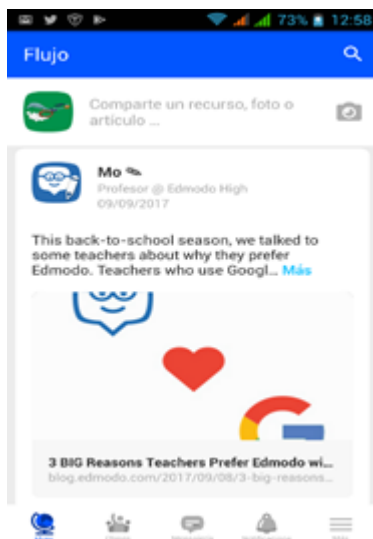 73% 12:58
Flujo
Comparte un recurso, foto o
artículo ...
Mo
Profesor @ Edmodo High
09/09/2017
This back-to-school season, we talked to
some teachers about why they prefer
Edmodo. Teachers who use Googl... Más
3 BIG Reasons Teachers Prefer Edmodo wi...
blog.edmodo.com/2017/09/08/3-big-reasons...